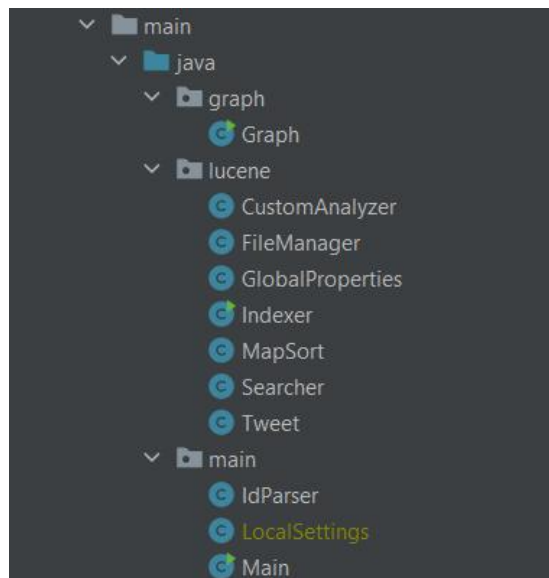 main
java
graph
Graph
lucene
CustomAnalyzer
FileManager
GlobalProperties
Indexer
MapSort
Searcher
Tweet
main
IdParser
LocalSettings
Main